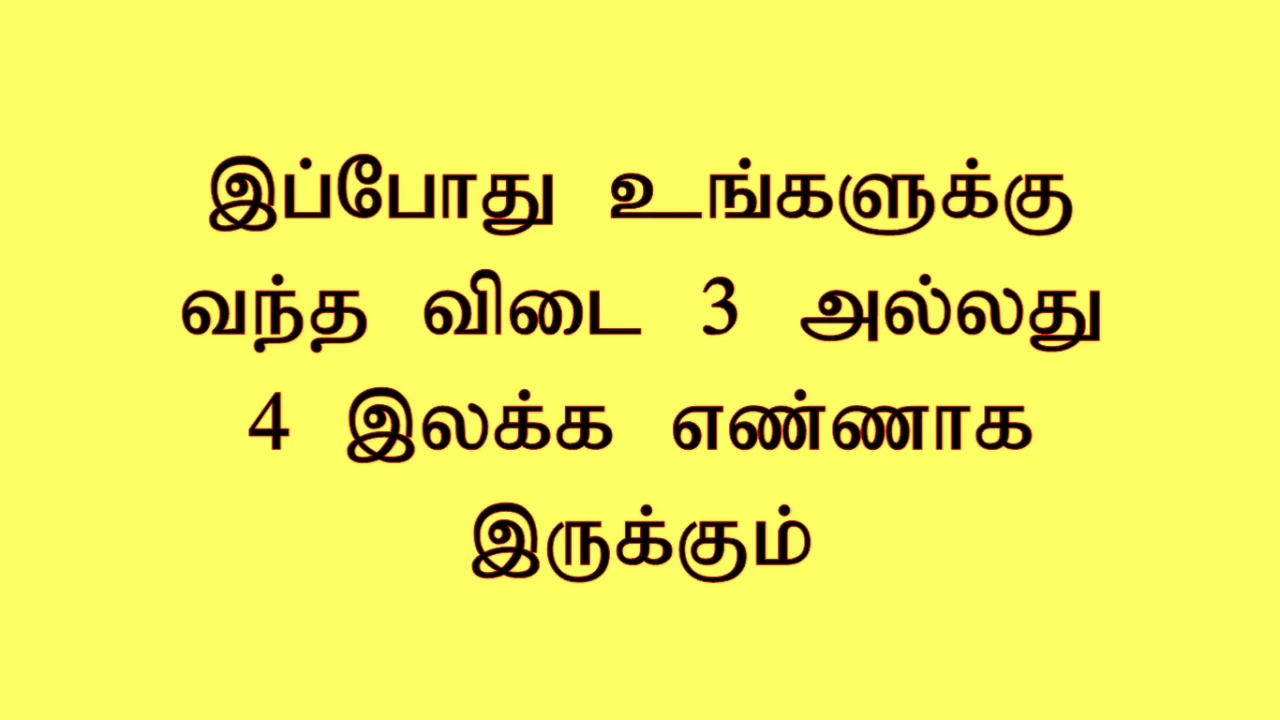 இப்போது உங்களுக்கு
வந்த விடை 3 அல்லது
4 இலக்க எண்ணாக
இருக்கும்